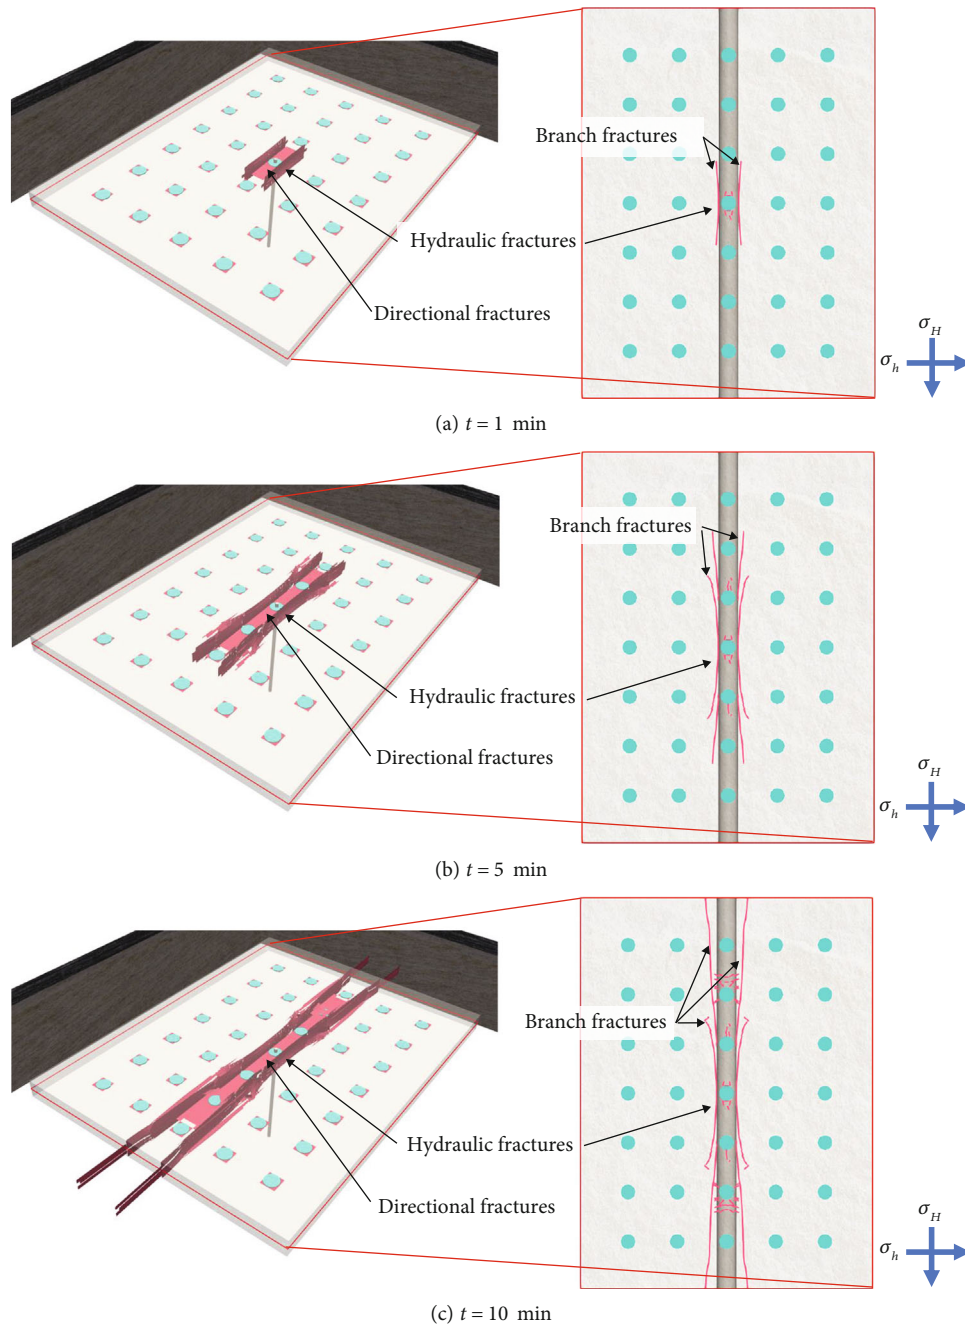 Branch fractures
Hydraulic fractures
Directional fractures
σH
σh
(a) t = 1 min
Branch fractures
Hydraulic fractures
Directional fractures
σH
σh
(b) t = 5 min
Branch fractures
Hydraulic fractures
Directional fractures
σH
σh
(c) t = 10 min